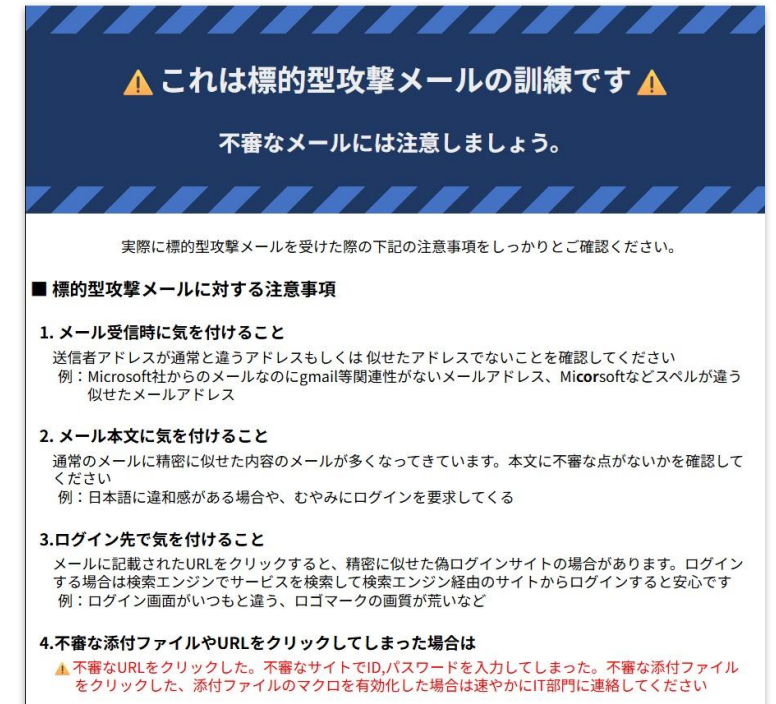 ⚠ これは標的型攻撃メールの訓練です ⚠
不審なメールには注意しましょう。
実際に標的型攻撃メールを受けた際の下記の注意事項をしっかりとご確認ください。
■ 標的型攻撃メールに対する注意事項
1. メール受信時に気を付けること
送信者アドレスが通常と違うアドレスもしくは 似せたアドレスでないことを確認してください
例：Microsoft社からのメールなのにgmail等関連性がないメールアドレス、Micorsoftなどスペルが違う
似せたメールアドレス
2. メール本文に気を付けること
通常のメールに精密に似せた内容のメールが多くなってきています。本文に不審な点がないかを確認して
ください
例：日本語に違和感がある場合や、むやみにログインを要求してくる
3.ログイン先で気を付けること
メールに記載されたURLをクリックすると、精密に似せた偽ログインサイトの場合があります。ログイン
する場合は検索エンジンでサービスを検索して検索エンジン経由のサイトからログインすると安心です
例：ログイン画面がいつもと違う、ロゴマークの画質が荒いなど
4.不審な添付ファイルやURLをクリックしてしまった場合は
⚠ 不審なURLをクリックした。不審なサイトでID,パスワードを入力してしまった。不審な添付ファイル
をクリックした、添付ファイルのマクロを有効化した場合は速やかにIT部門に連絡してください